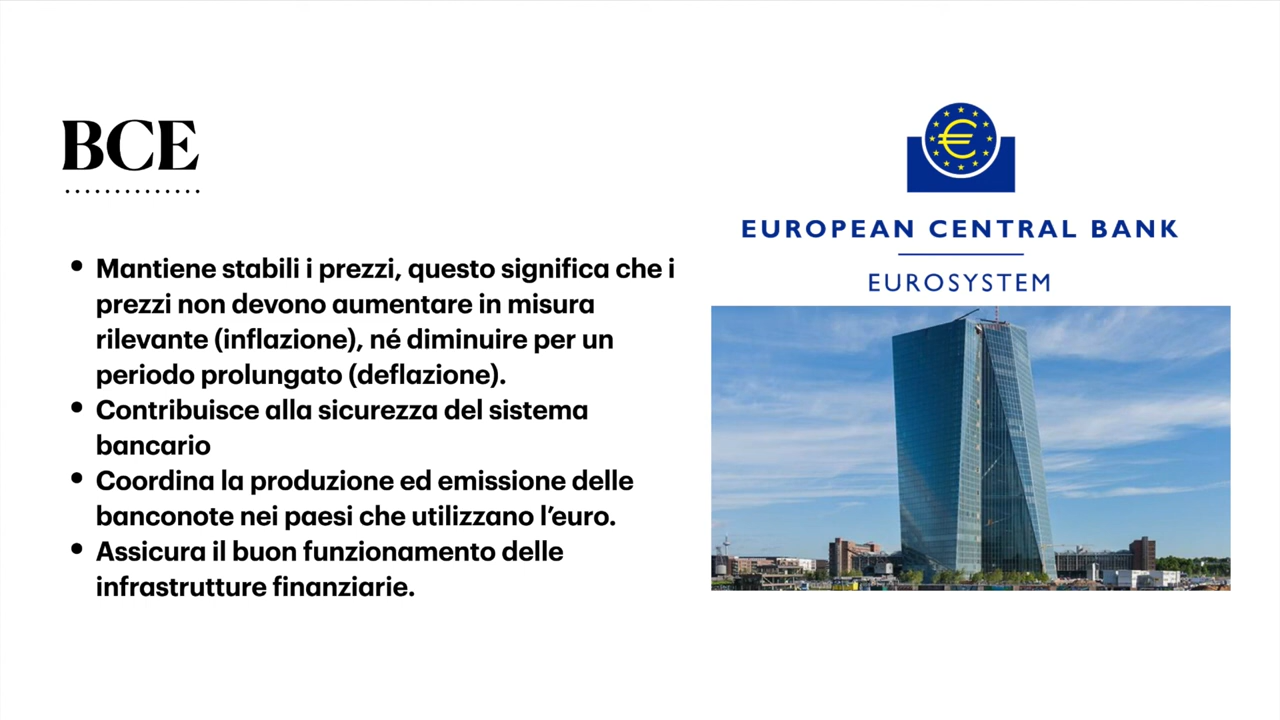 BCE
• Mantiene stabili i prezzi, questo significa che i
prezzi non devono aumentare in misura
rilevante (inflazione), né diminuire per un
periodo prolungato (deflazione).
• Contribuisce alla sicurezza del sistema
bancario
• Coordina la produzione ed emissione delle
banconote nei paesi che utilizzano l’euro.
• Assicura il buon funzionamento delle
infrastrutture finanziarie.
€
EUROPEAN CENTRAL BANK
EUROSYSTEM